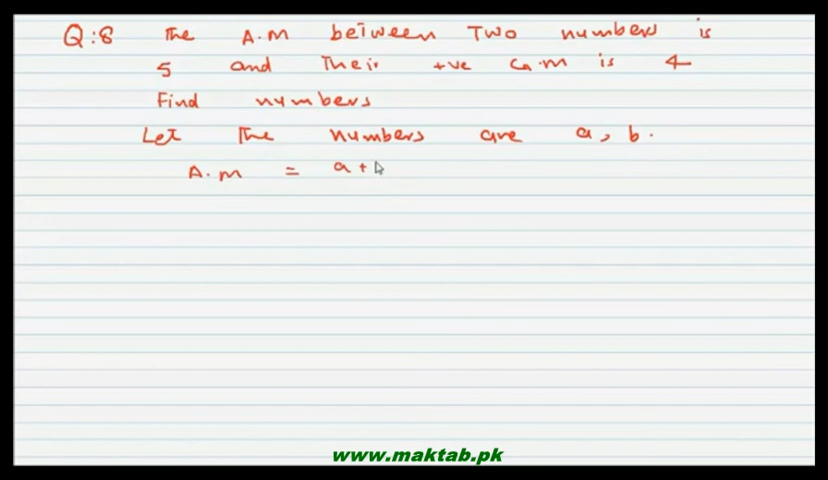 Q:8 The A.M between Two numbers is
5 and Their +ve G.M is 4
Find numbers
Let The numbers are a, b.
A.M = a +
www.maktab.pk